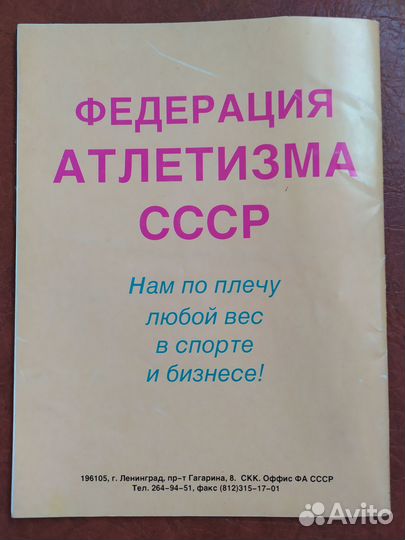 ФЕДЕРАЦИЯ
АТЛЕТИЗМА
СССР
Нам по плечу
любой вес
в спорте
и бизнесе!
196105, г. Ленинград, пр-т Гагарина, 8. СКК. Оффис ФА СССР
Тел. 264-94-51, факс (812)315-17-01
Avito